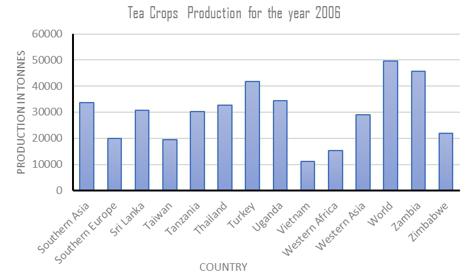 Tea Crops Production for the year 2006
PRODUCTION IN TONNES
60000
50000
40000
30000
20000
10000
0
Southern Asia
Southern Europe
Sri Lanka
Taiwan
Tanzania
Thailand
Turkey
Uganda
Vietnam
Western Africa
Western Asia
World
Zambia
Zimbabwe
COUNTRY